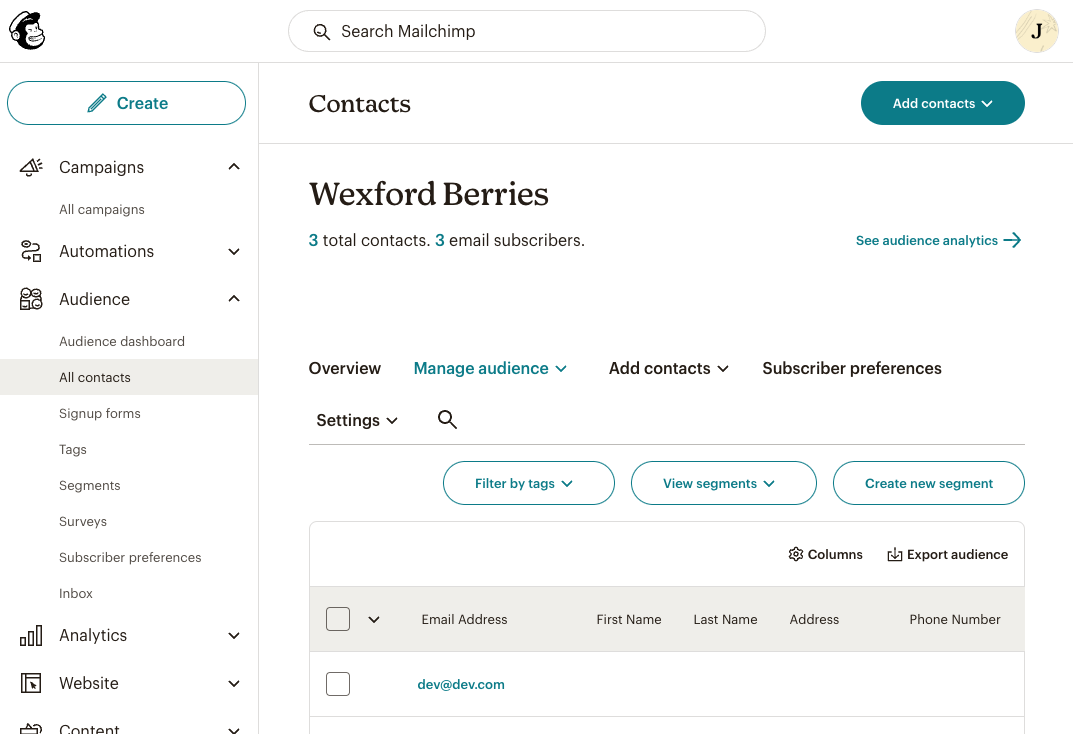 Search Mailchimp
J
Create
Contacts
Add contacts
Campaigns
All campaigns
Automations
Audience
Audience dashboard
All contacts
Signup forms
Tags
Segments
Surveys
Subscriber preferences
Inbox
Analytics
Website
Content
Wexford Berries
3 total contacts. 3 email subscribers.
See audience analytics
Overview Manage audience Add contacts Subscriber preferences
Settings
Filter by tags View segments Create new segment
Columns Export audience
Email Address First Name Last Name Address Phone Number
dev@dev.com